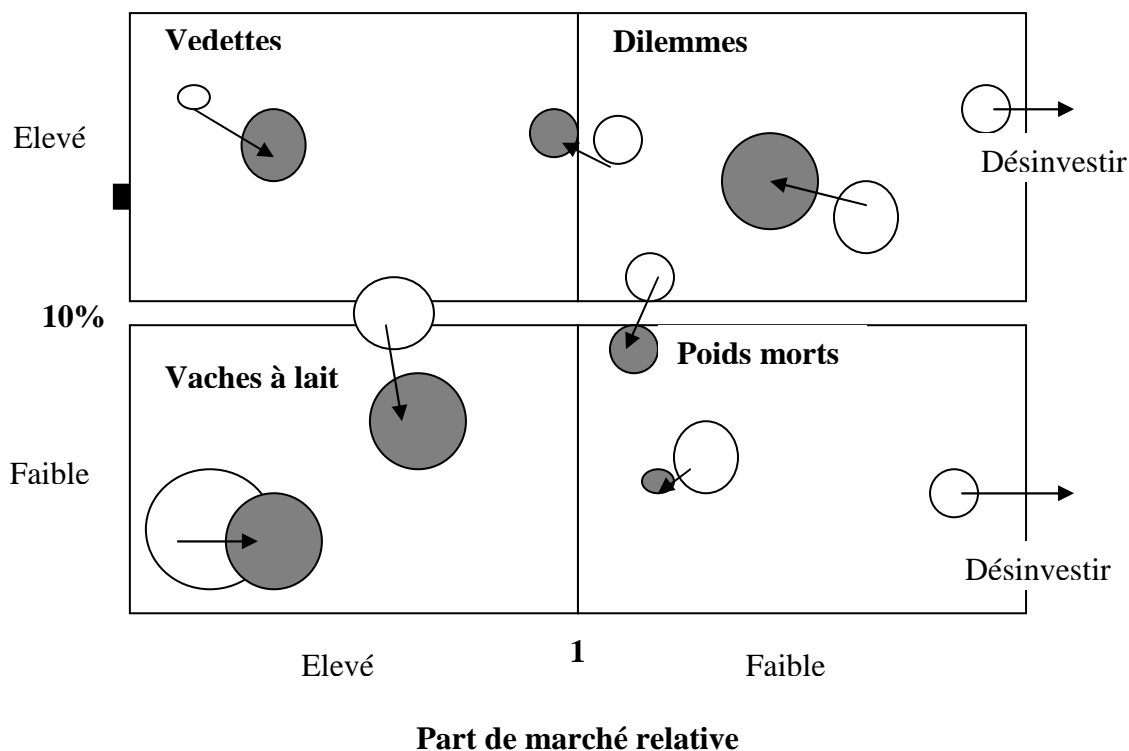 Vedettes
Dilemmes
Elevé
Désinvestir
10%
Poids morts
Vaches à lait
Faible
Désinvestir
Elevé
1
Faible
Part de marché relative